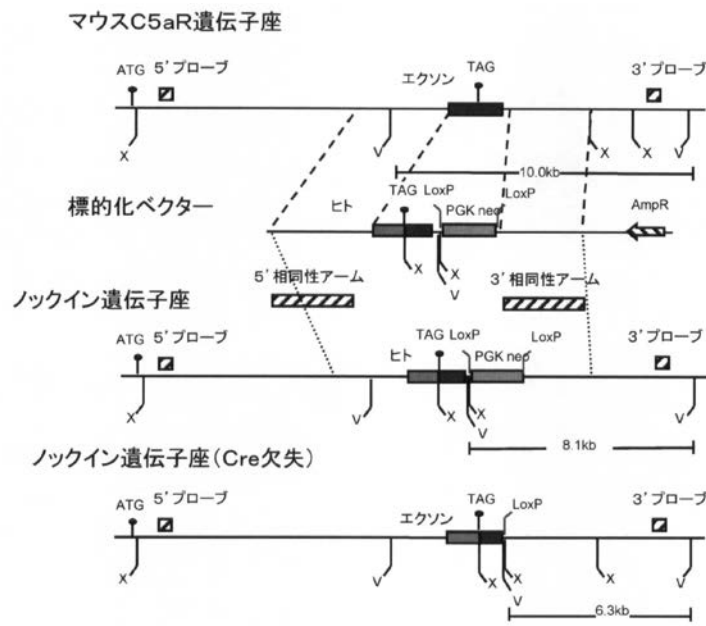 マウスC5aR遺伝子座
ATG 5’プローブ エクソン TAG 3’プローブ
X V X X V
10.0kb
標的化ベクター ヒト TAG LoxP PGK neo LoxP AmpR
X X
V
5’相同性アーム 3’相同性アーム
ノックイン遺伝子座
ATG 5’プローブ ヒト TAG LoxP PGK neo LoxP 3’プローブ
X V X X V
V
8.1kb
ノックイン遺伝子座(Cre欠失)
ATG 5’プローブ エクソン TAG LoxP 3’プローブ
X V X X X V
V
6.3kb